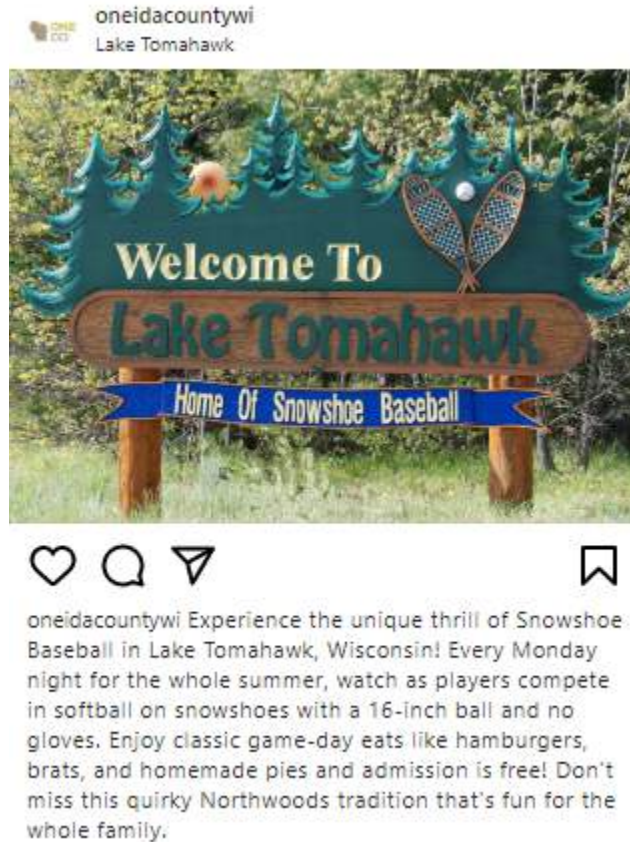 ONE
CO
oneidacountywi
Lake Tomahawk
Welcome To
Lake Tomahawk
Home Of Snowshoe Baseball
oneidacountywi Experience the unique thrill of Snowshoe
Baseball in Lake Tomahawk, Wisconsin! Every Monday
night for the whole summer, watch as players compete
in softball on snowshoes with a 16-inch ball and no
gloves. Enjoy classic game-day eats like hamburgers,
brats, and homemade pies and admission is free! Don't
miss this quirky Northwoods tradition that's fun for the
whole family.